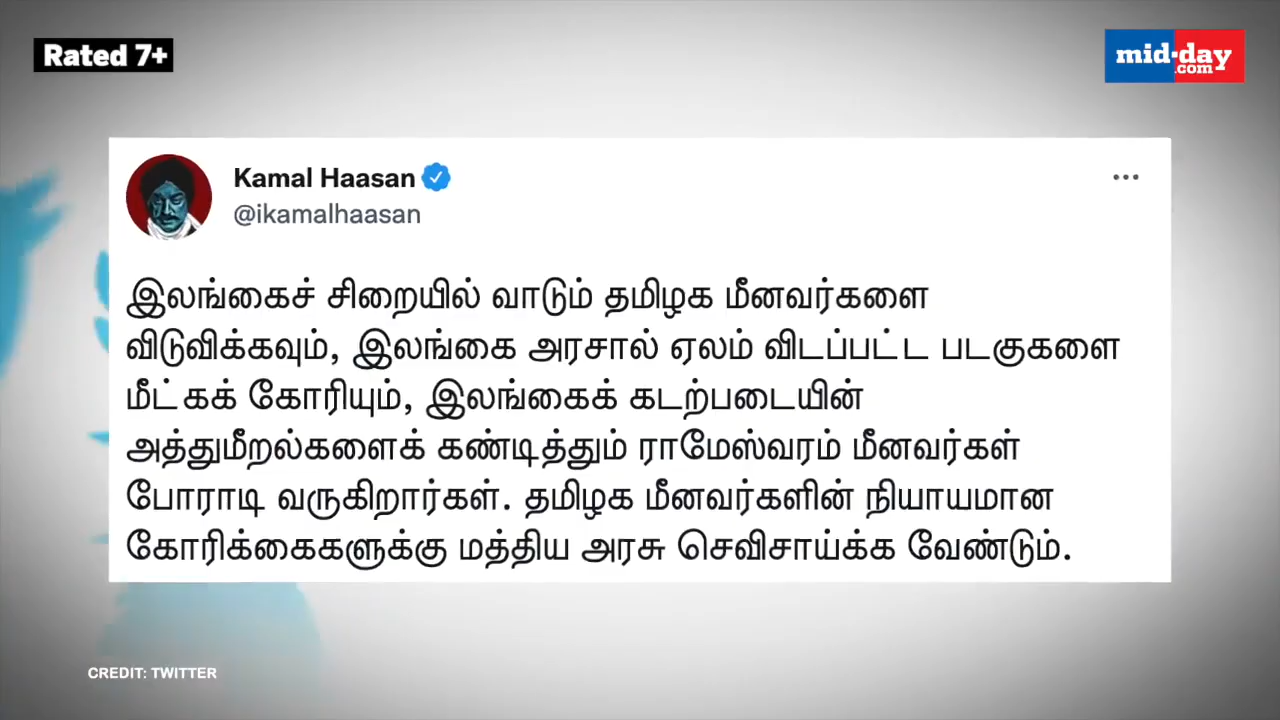 Rated 7+
mid-day
.com
Kamal Haasan
@ikamalhaasan
இலங்கைச் சிறையில் வாடும் தமிழக மீனவர்களை
விடுவிக்கவும், இலங்கை அரசால் ஏலம் விடப்பட்ட படகுகளை
மீட்கக் கோரியும், இலங்கைக் கடற்படையின்
அத்துமீறல்களைக் கண்டித்தும் ராமேஸ்வரம் மீனவர்கள்
போராடி வருகிறார்கள். தமிழக மீனவர்களின் நியாயமான
கோரிக்கைகளுக்கு மத்திய அரசு செவிசாய்க்க வேண்டும்.
CREDIT: TWITTER